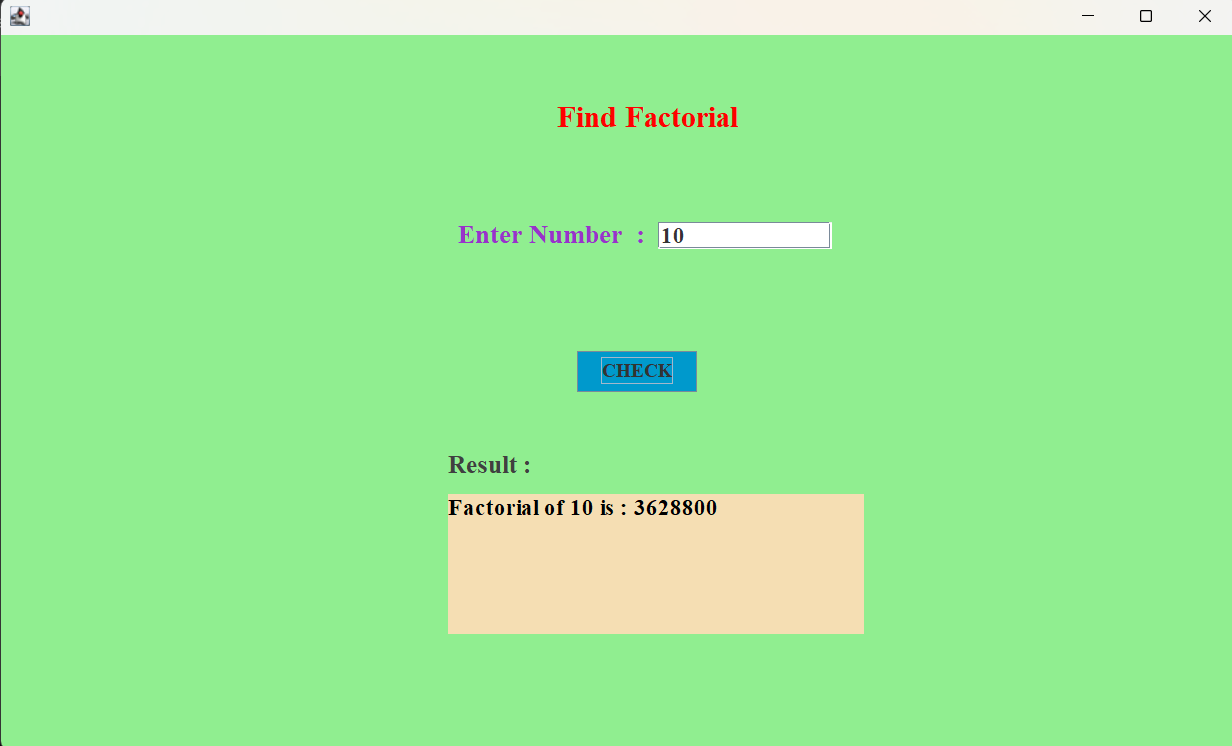 Find Factorial
Enter Number : 10
CHECK
Result :
Factorial of 10 is : 3628800